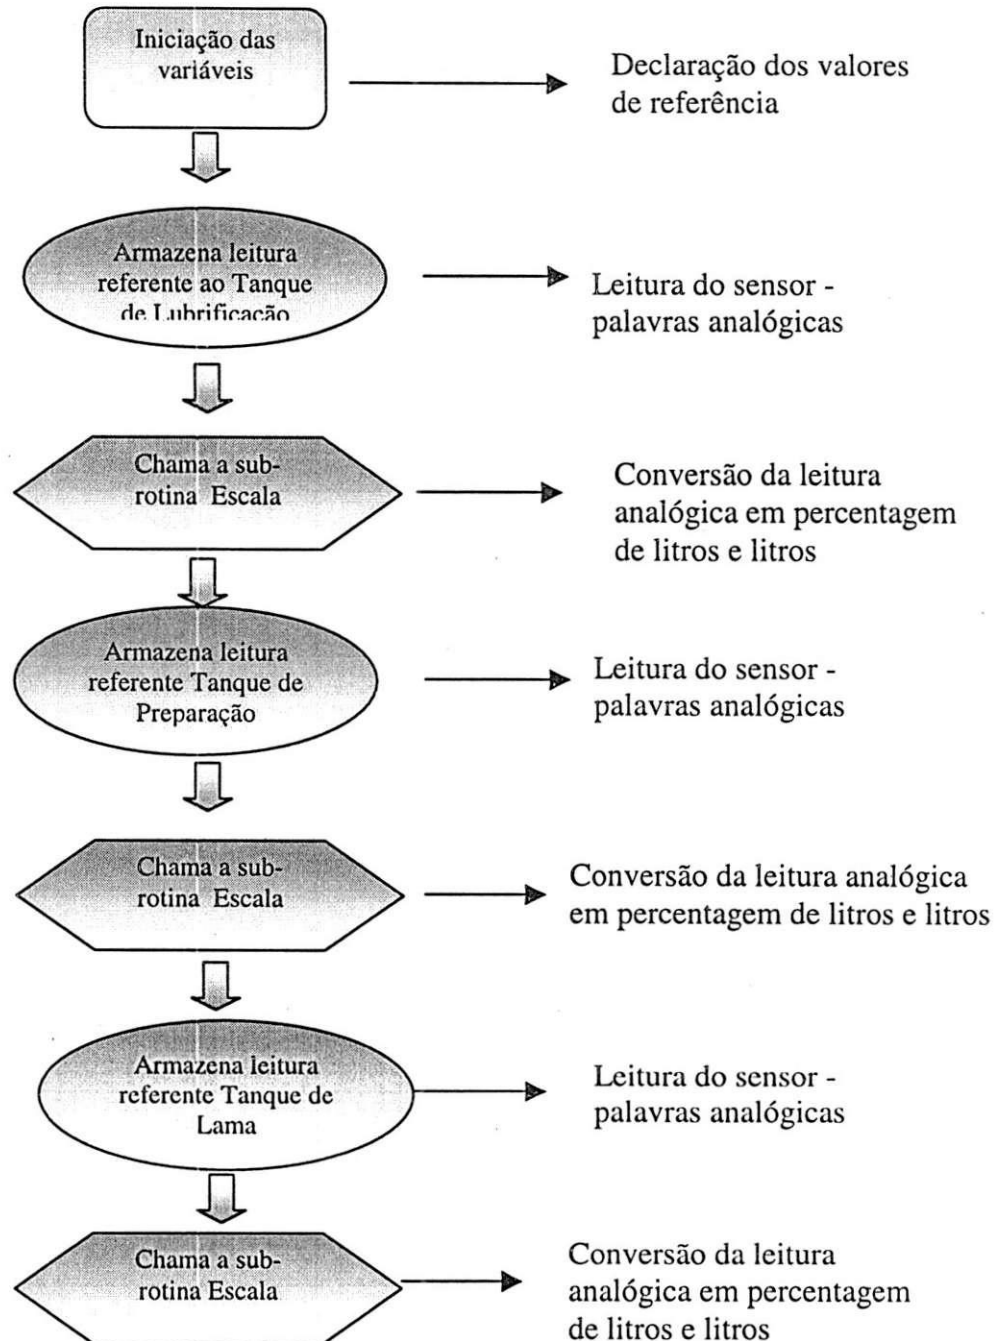 Iniciação das
variáveis
Declaração dos valores
de referência
Armazena leitura
referente ao Tanque
de Lubrificação
Leitura do sensor -
palavras analógicas
Chama a sub-
rotina Escala
Conversão da leitura
analógica em percentagem
de litros e litros
Armazena leitura
referente Tanque de
Preparação
Leitura do sensor -
palavras analógicas
Chama a sub-
rotina Escala
Conversão da leitura analógica
em percentagem de litros e litros
Armazena leitura
referente Tanque de
Lama
Leitura do sensor -
palavras analógicas
Chama a sub-
rotina Escala
Conversão da leitura
analógica em percentagem
de litros e litros